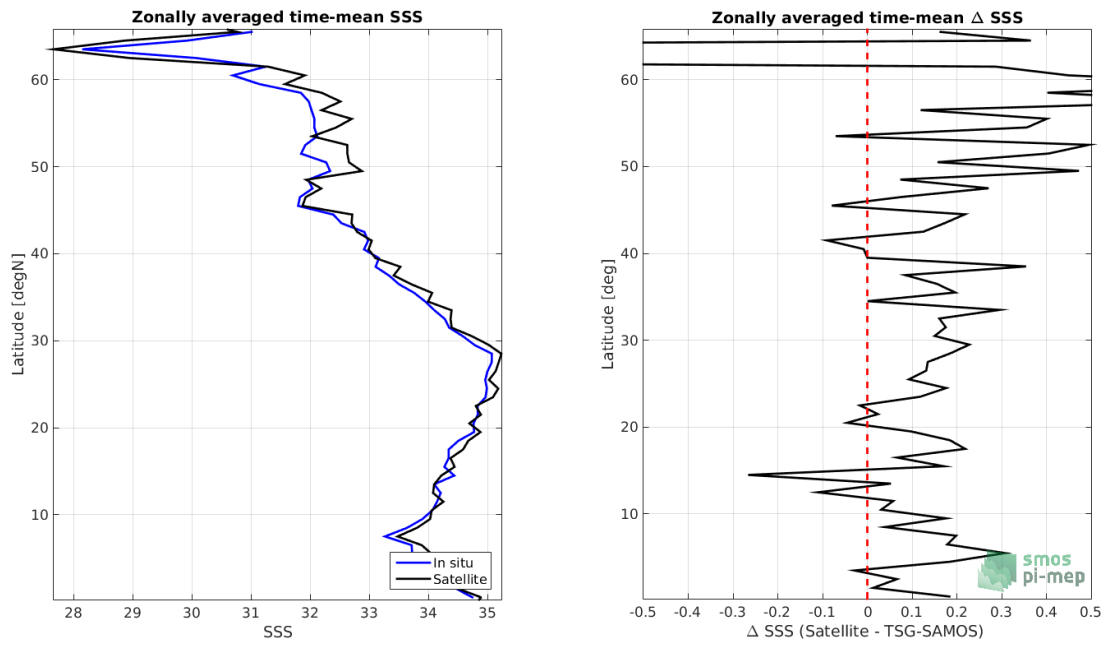 Zonally averaged time-mean SSS
Latitude [degN]
60
50
40
30
20
10
28 29 30 31 32 33 34 35
SSS
In situ
Satellite
Zonally averaged time-mean Δ SSS
Latitude [deg]
60
50
40
30
20
10
-0.5 -0.4 -0.3 -0.2 -0.1 0 0.1 0.2 0.3 0.4 0.5
Δ SSS (Satellite - TSG-SAMOS)
smos
pi-mep